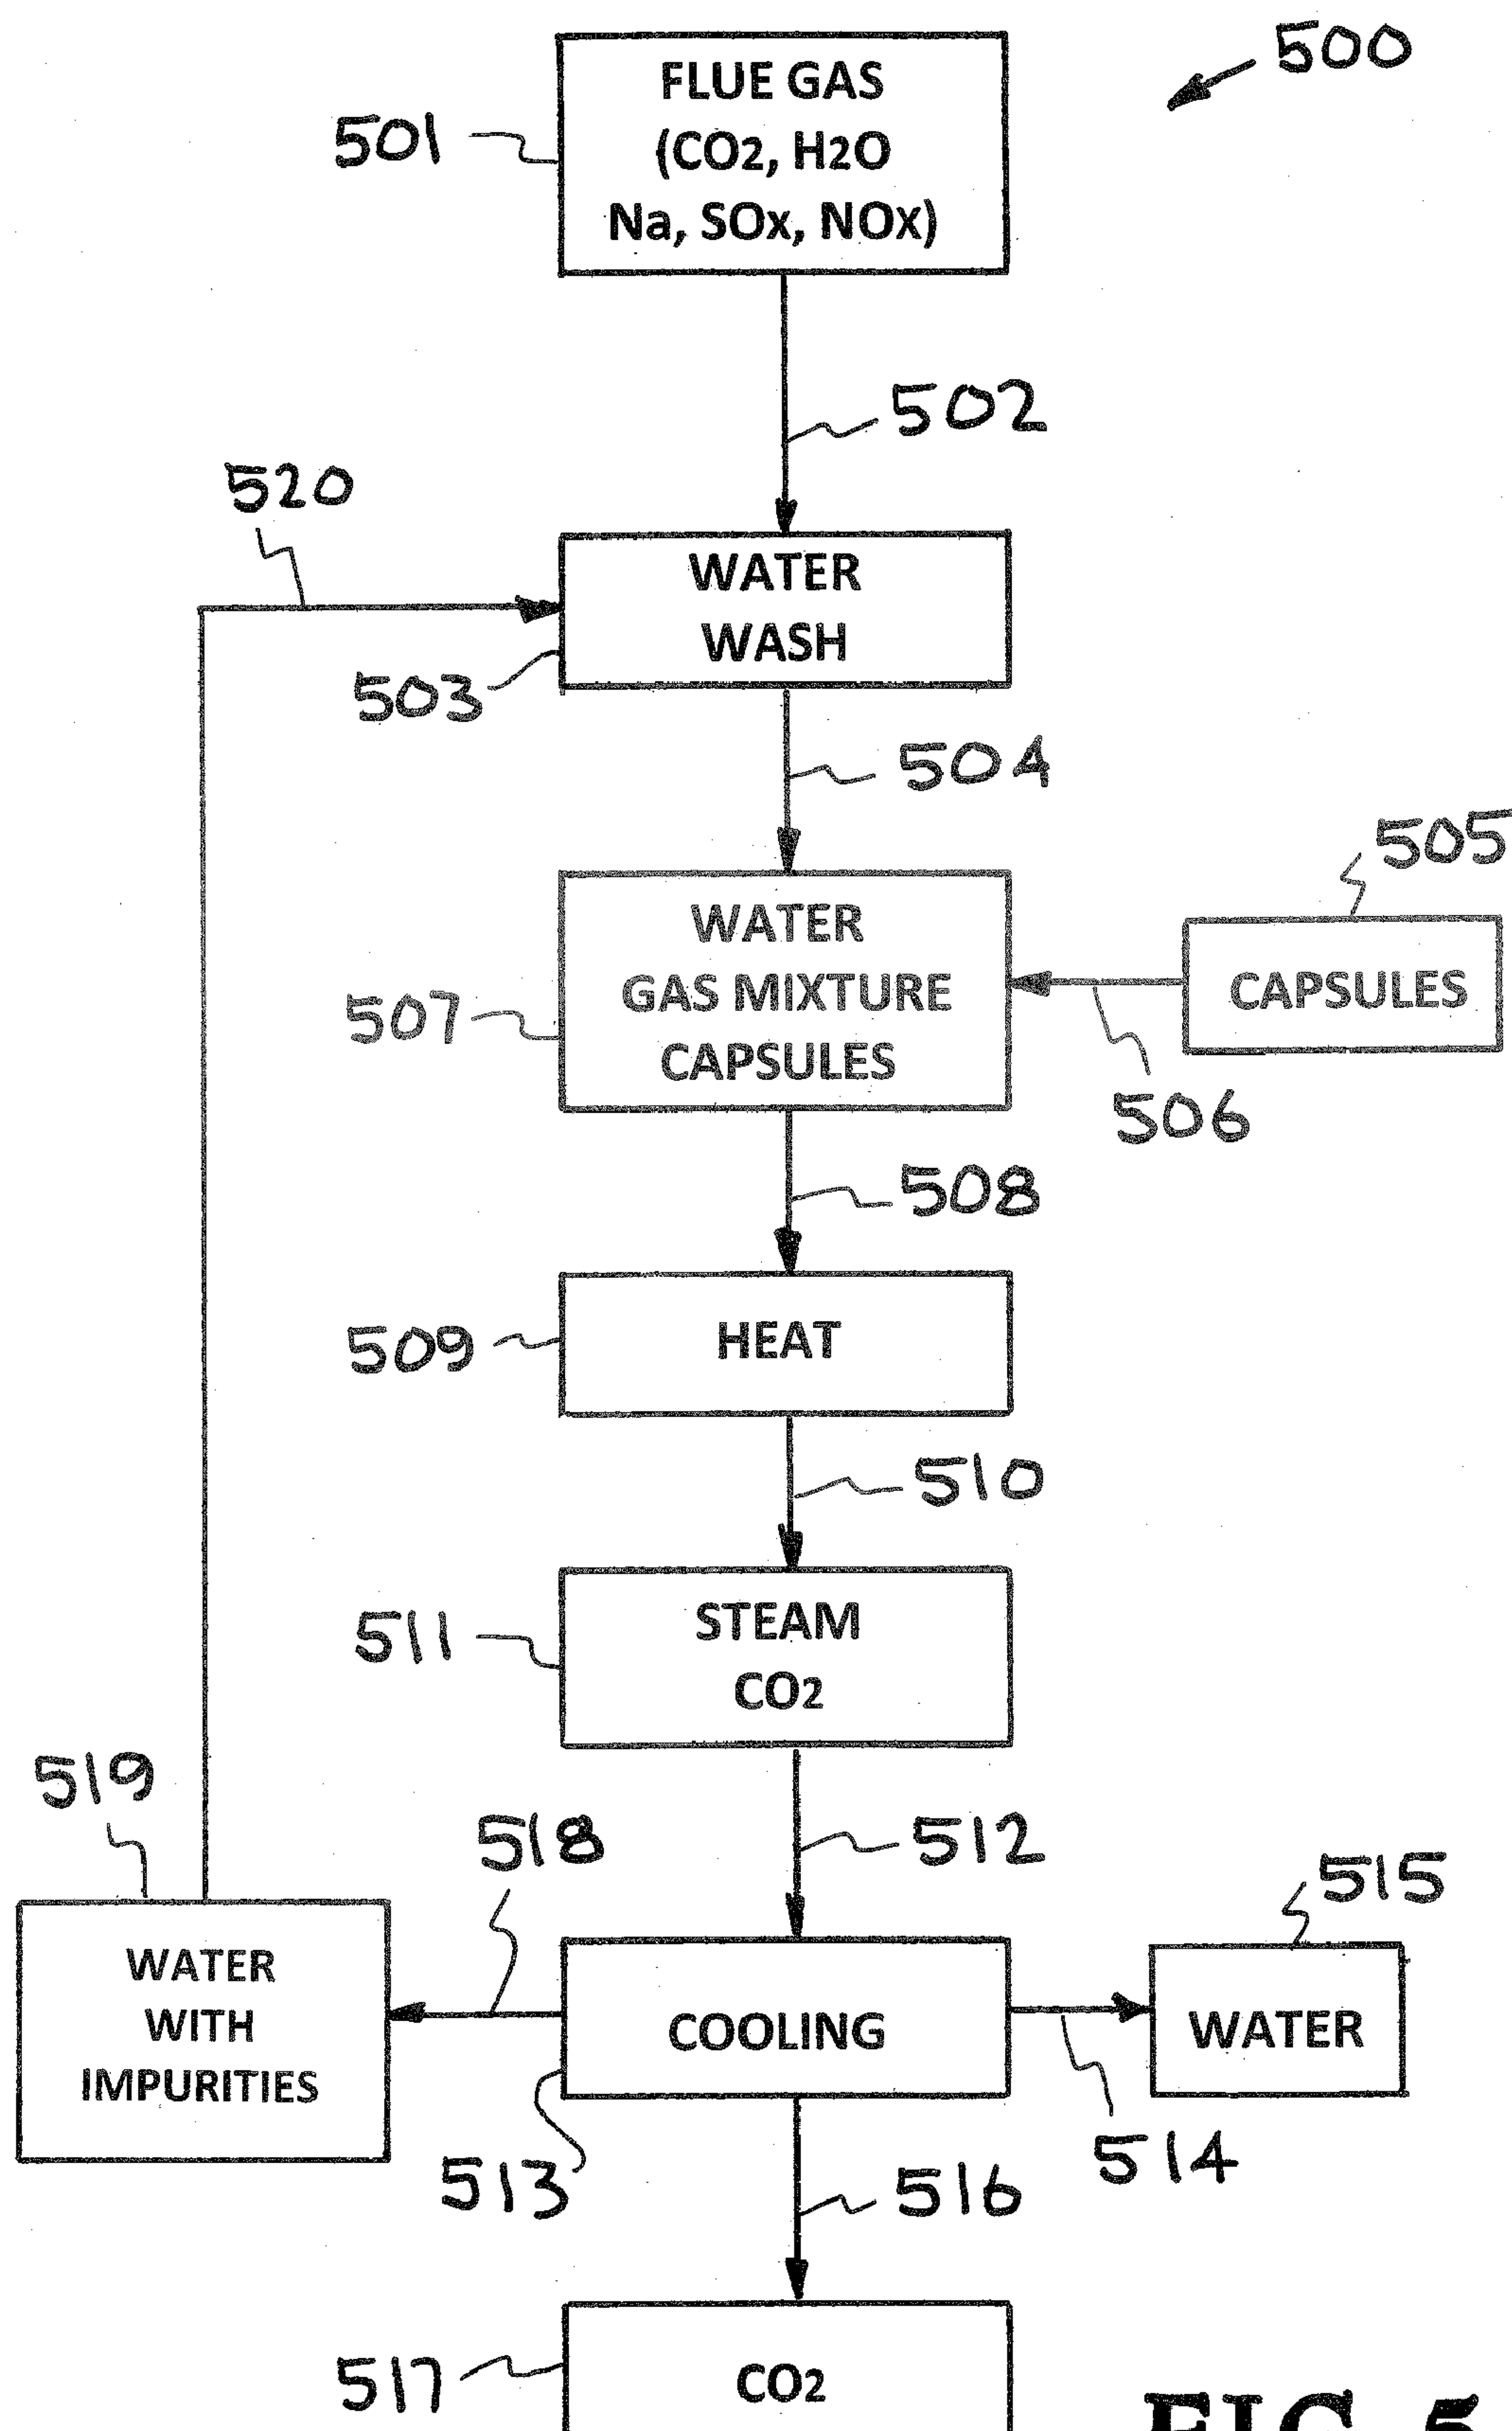 500
FLUE GAS
(CO2, H2O
Na, SOx, NOx)
501
502
520
WATER
WASH
503
504
505
WATER
GAS MIXTURE
CAPSULES
507
CAPSULES
506
508
HEAT
509
510
STEAM
CO2
511
519
518
512
515
WATER
WITH
IMPURITIES
COOLING
WATER
513
514
516
CO2
517
FIG. 5